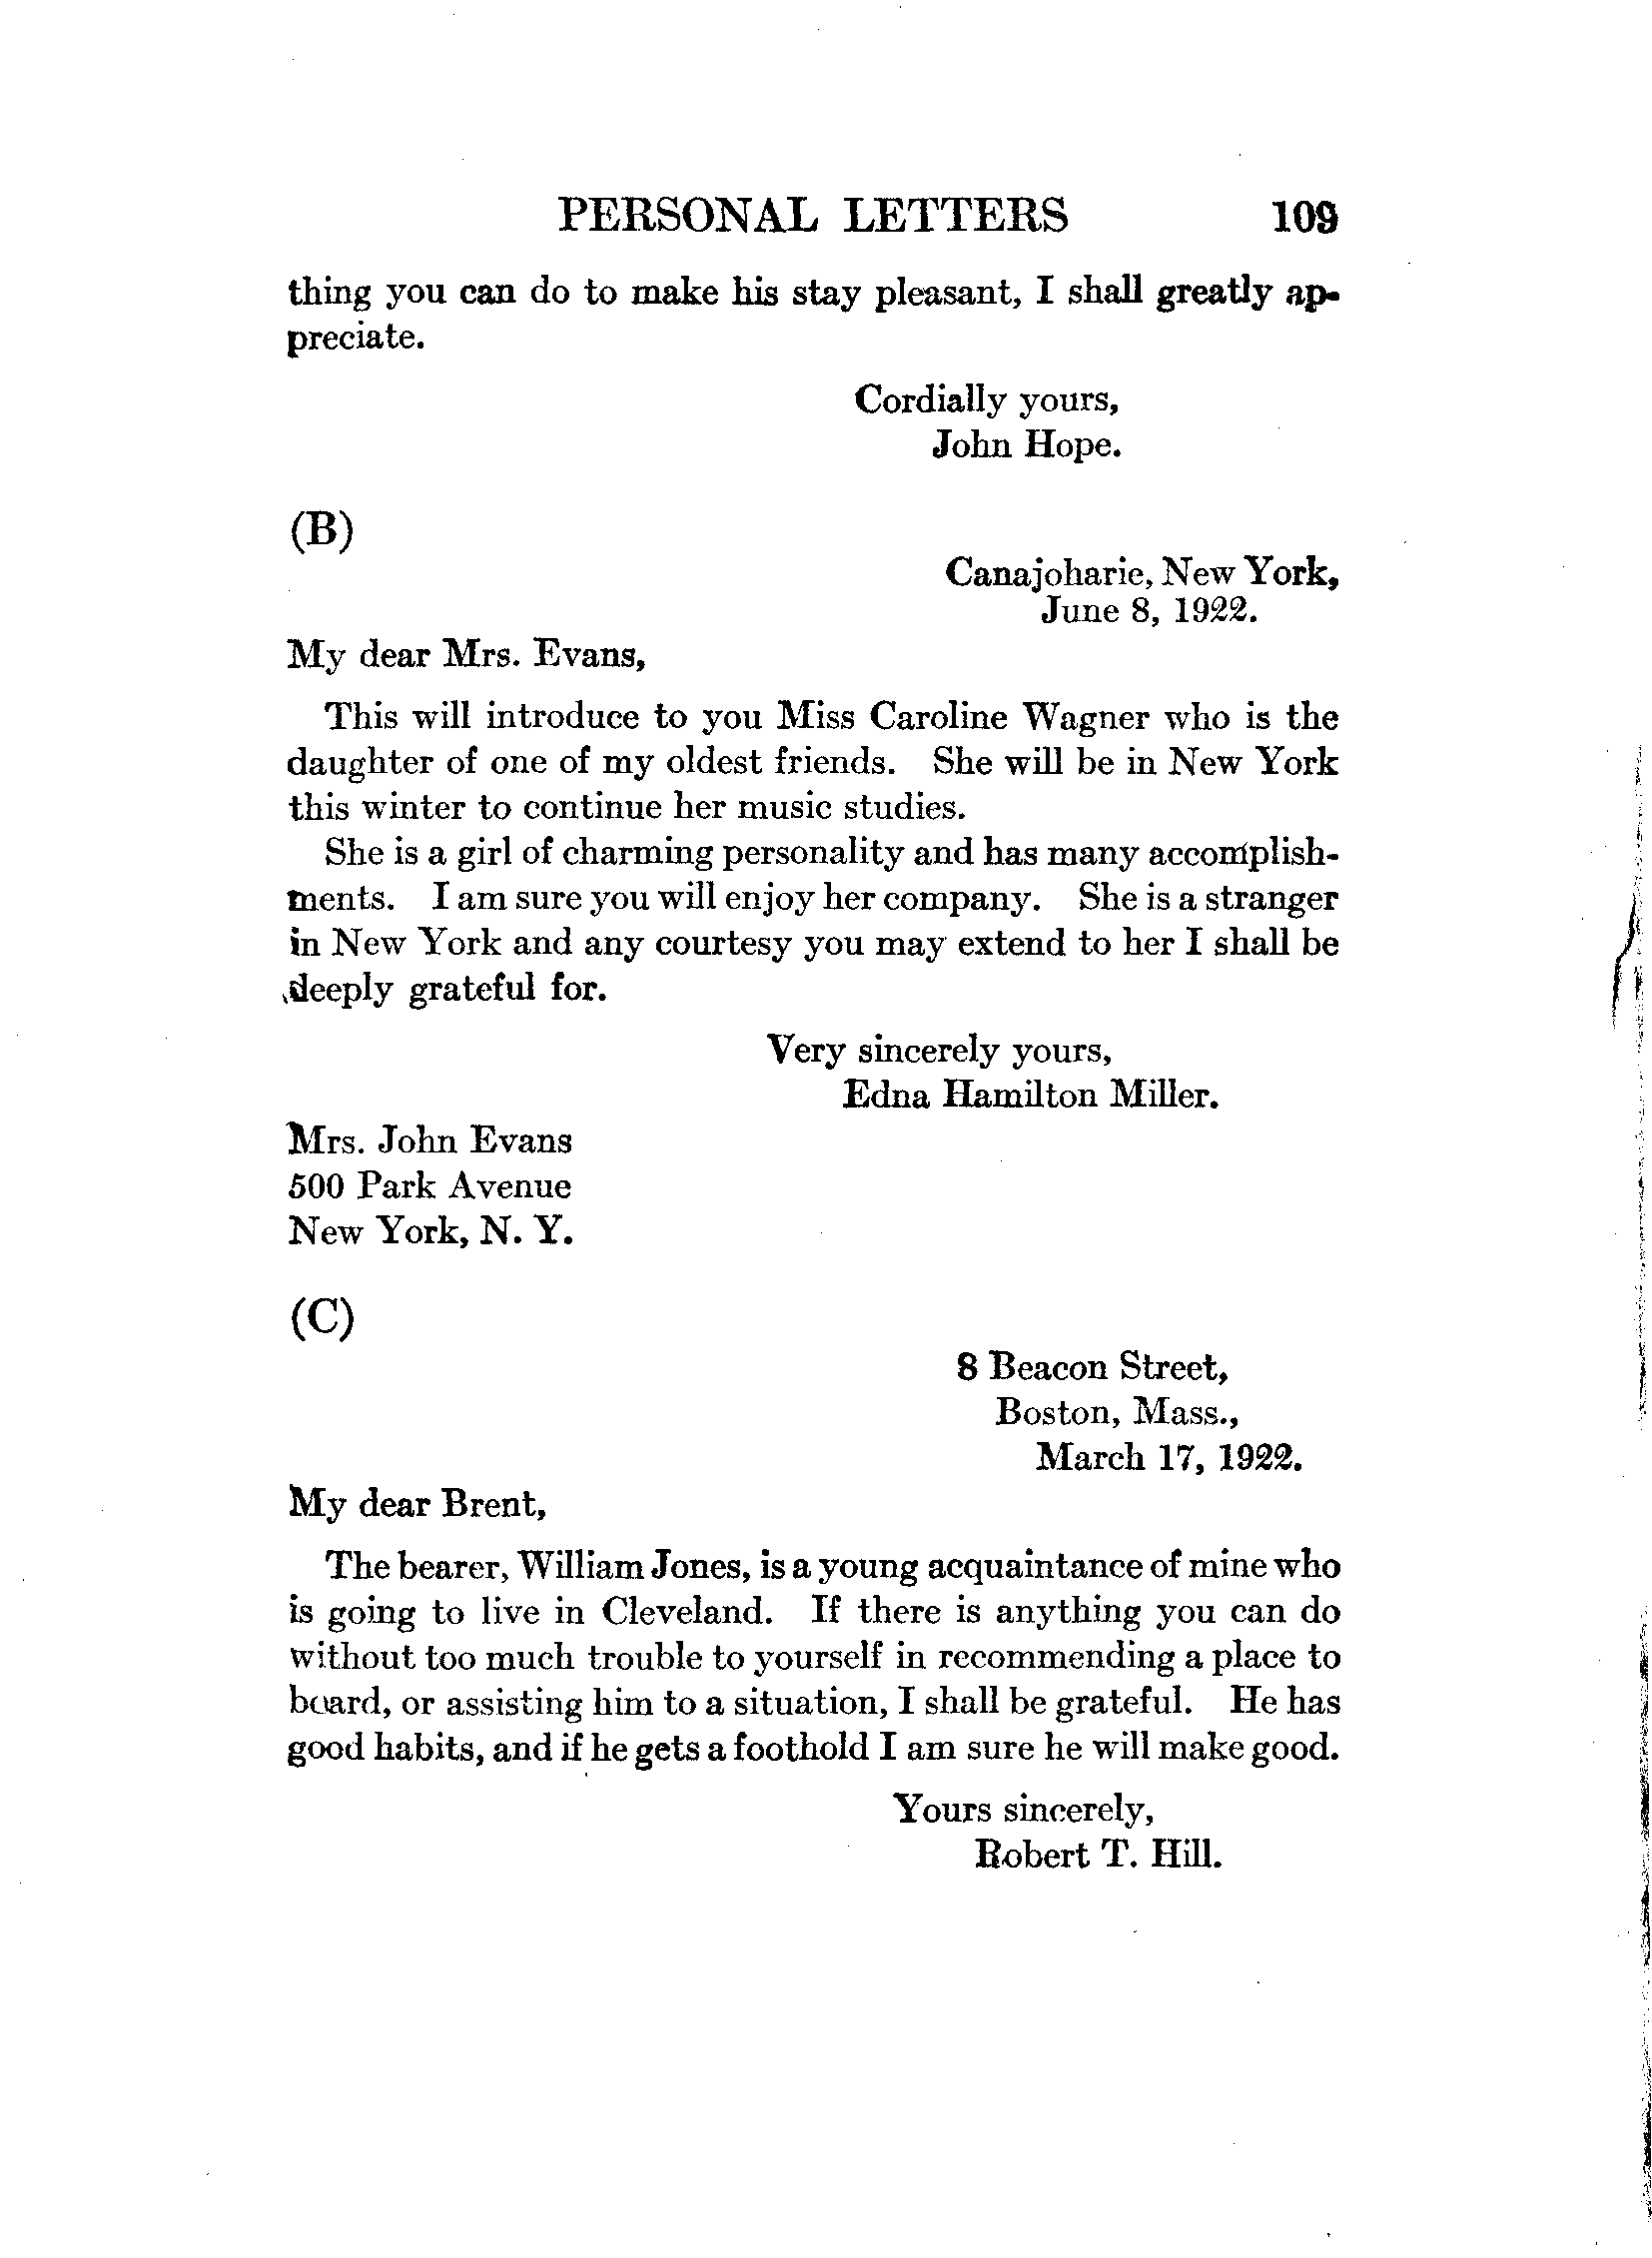 PERSONAL LETTERS 109
thing you can do to make his stay pleasant, I shall greatly ap-
preciate.
Cordially yours,
John Hope.
(B)
Canajoharie, New York,
June 8, 1922.
My dear Mrs. Evans,
This will introduce to you Miss Caroline Wagner who is the
daughter of one of my oldest friends. She will be in New York
this winter to continue her music studies.
She is a girl of charming personality and has many accomplish-
ments. I am sure you will enjoy her company. She is a stranger
in New York and any courtesy you may extend to her I shall be
deeply grateful for.
Very sincerely yours,
Edna Hamilton Miller.
Mrs. John Evans
500 Park Avenue
New York, N. Y.
(C)
8 Beacon Street,
Boston, Mass.,
March 17, 1922.
My dear Brent,
The bearer, William Jones, is a young acquaintance of mine who
is going to live in Cleveland. If there is anything you can do
without too much trouble to yourself in recommending a place to
board, or assisting him to a situation, I shall be grateful. He has
good habits, and if he gets a foothold I am sure he will make good.
Yours sincerely,
Robert T. Hill.